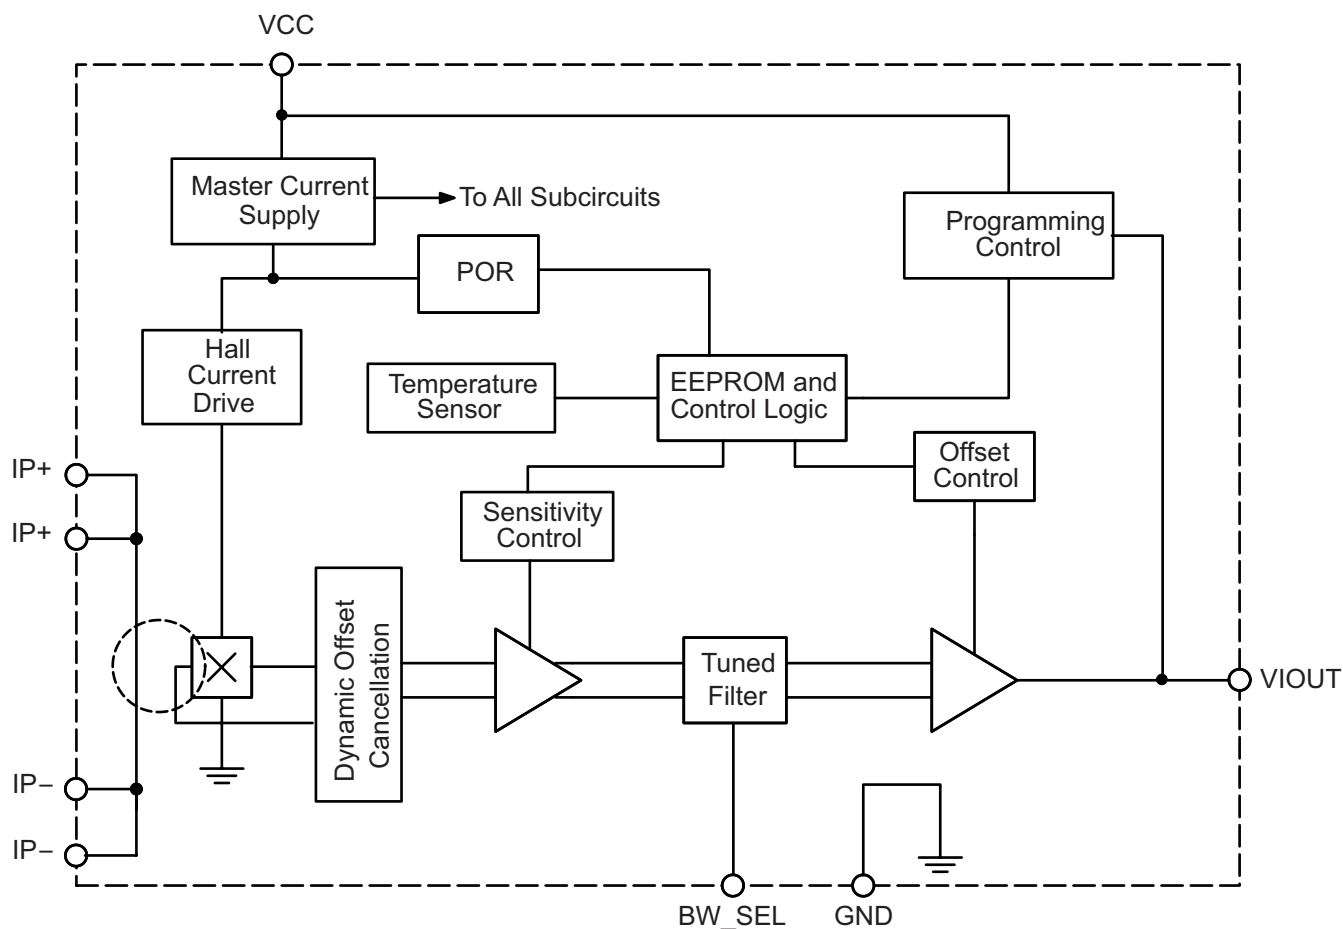 VCC
Master Current
Supply
To All Subcircuits
Programming
Control
POR
Hall
Current
Drive
Temperature
Sensor
EEPROM and
Control Logic
Offset
Control
IP+
IP+
Sensitivity
Control
Dynamic Offset
Cancellation
Tuned
Filter
VIOUT
IP−
IP−
BW_SEL
GND